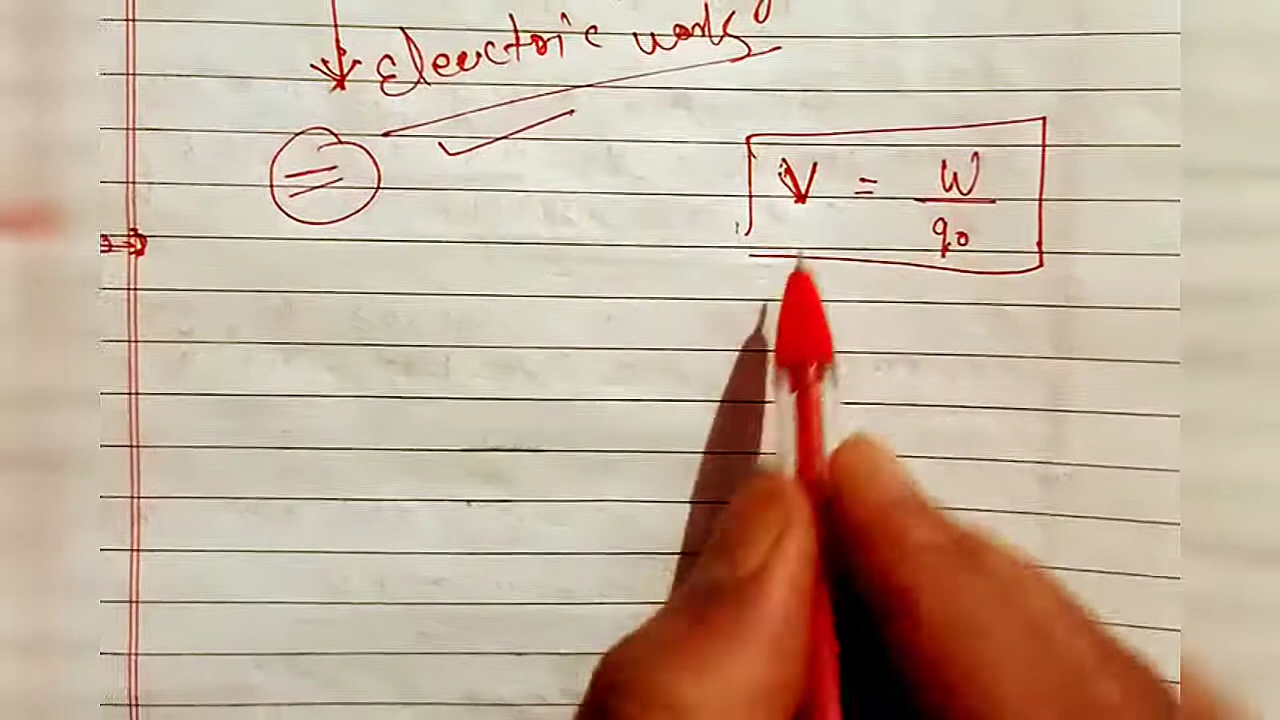 electric work
V = W / q₀